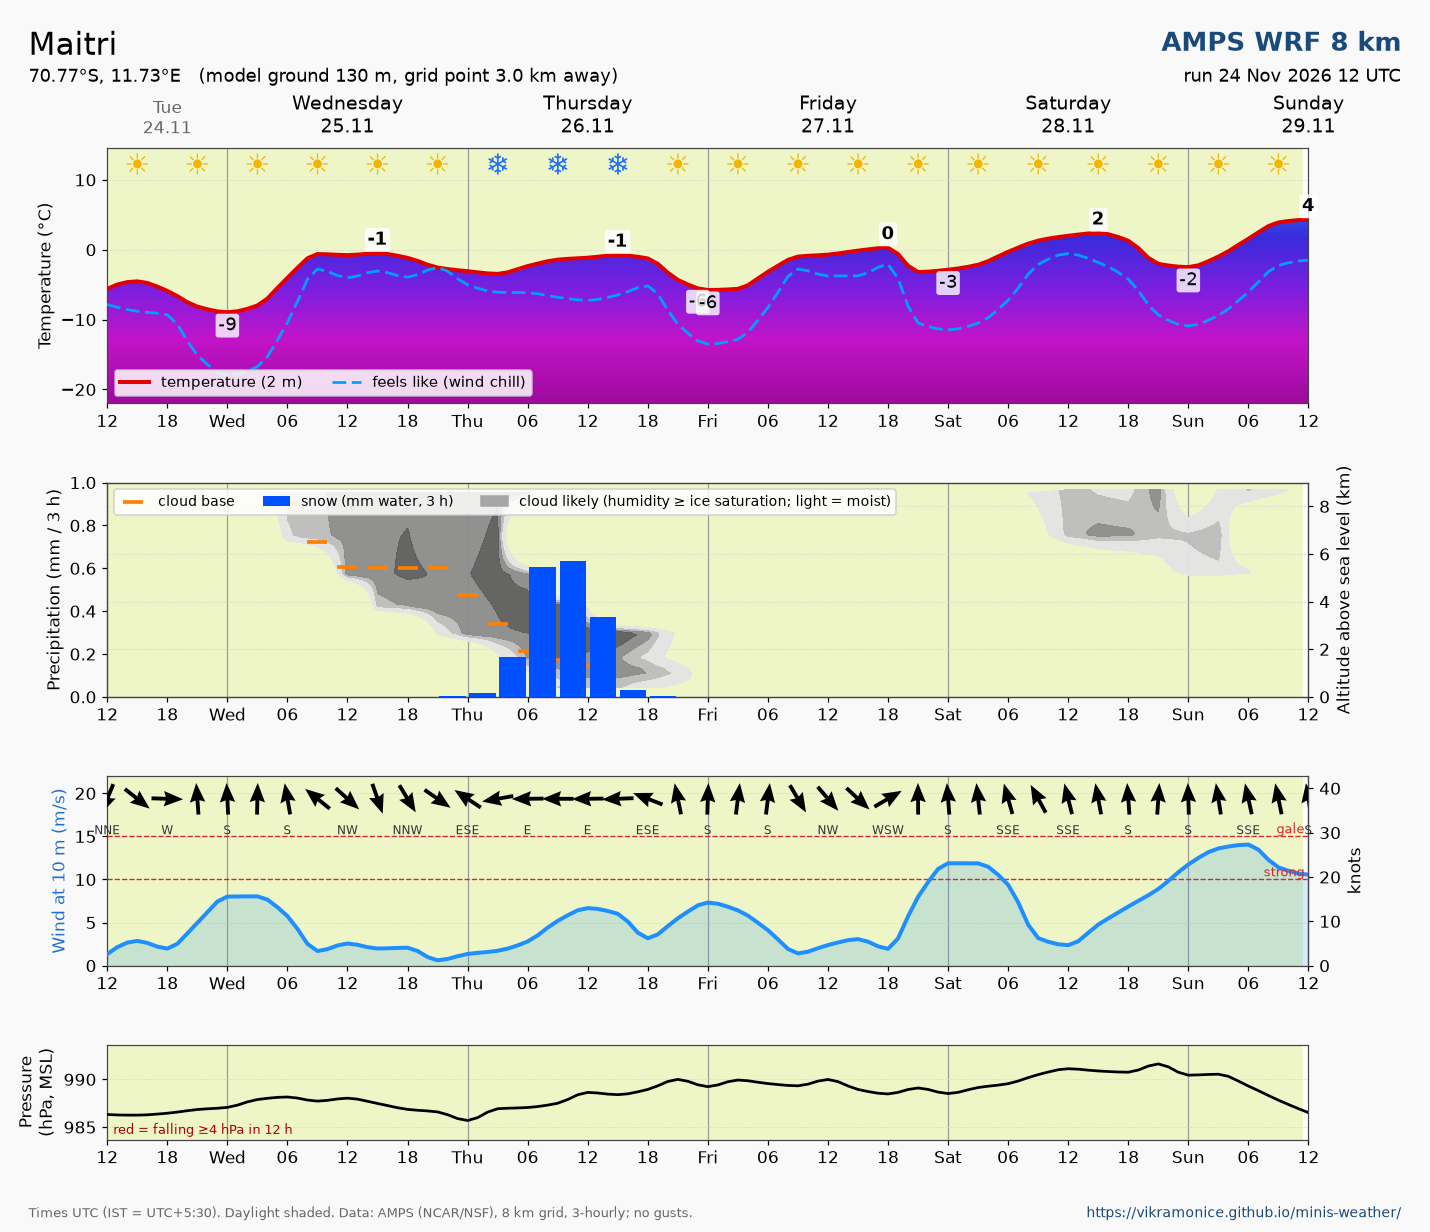 Maitri
AMPS WRF 8 km
70.77°S, 11.73°E (model ground 130 m, grid point 3.0 km away)
run 24 Nov 2026 12 UTC
Tue Wednesday Thursday Friday Saturday Sunday
24.11 25.11 26.11 27.11 28.11 29.11
Temperature (°C)
10
0
−10
−20
-1 -1 0 2 4
-9 -6 -3 -2
temperature (2 m) feels like (wind chill)
12 18 Wed 06 12 18 Thu 06 12 18 Fri 06 12 18 Sat 06 12 18 Sun 06 12
Precipitation (mm / 3 h)
1.0
0.8
0.6
0.4
0.2
0.0
cloud base snow (mm water, 3 h) cloud likely (humidity ≥ ice saturation; light = moist)
8
6
4
2
0
Altitude above sea level (km)
12 18 Wed 06 12 18 Thu 06 12 18 Fri 06 12 18 Sat 06 12 18 Sun 06 12
Wind at 10 m (m/s)
20
15
10
5
0
NNE W S S NW NNW ESE E E ESE S S NW WSW S SSE SSE S S SSE S
gale
strong
40
30
20
10
0
knots
12 18 Wed 06 12 18 Thu 06 12 18 Fri 06 12 18 Sat 06 12 18 Sun 06 12
Pressure
(hPa, MSL)
990
985
red = falling ≥4 hPa in 12 h
12 18 Wed 06 12 18 Thu 06 12 18 Fri 06 12 18 Sat 06 12 18 Sun 06 12
Times UTC (IST = UTC+5:30). Daylight shaded. Data: AMPS (NCAR/NSF), 8 km grid, 3-hourly; no gusts.
https://vikramonice.github.io/minis-weather/